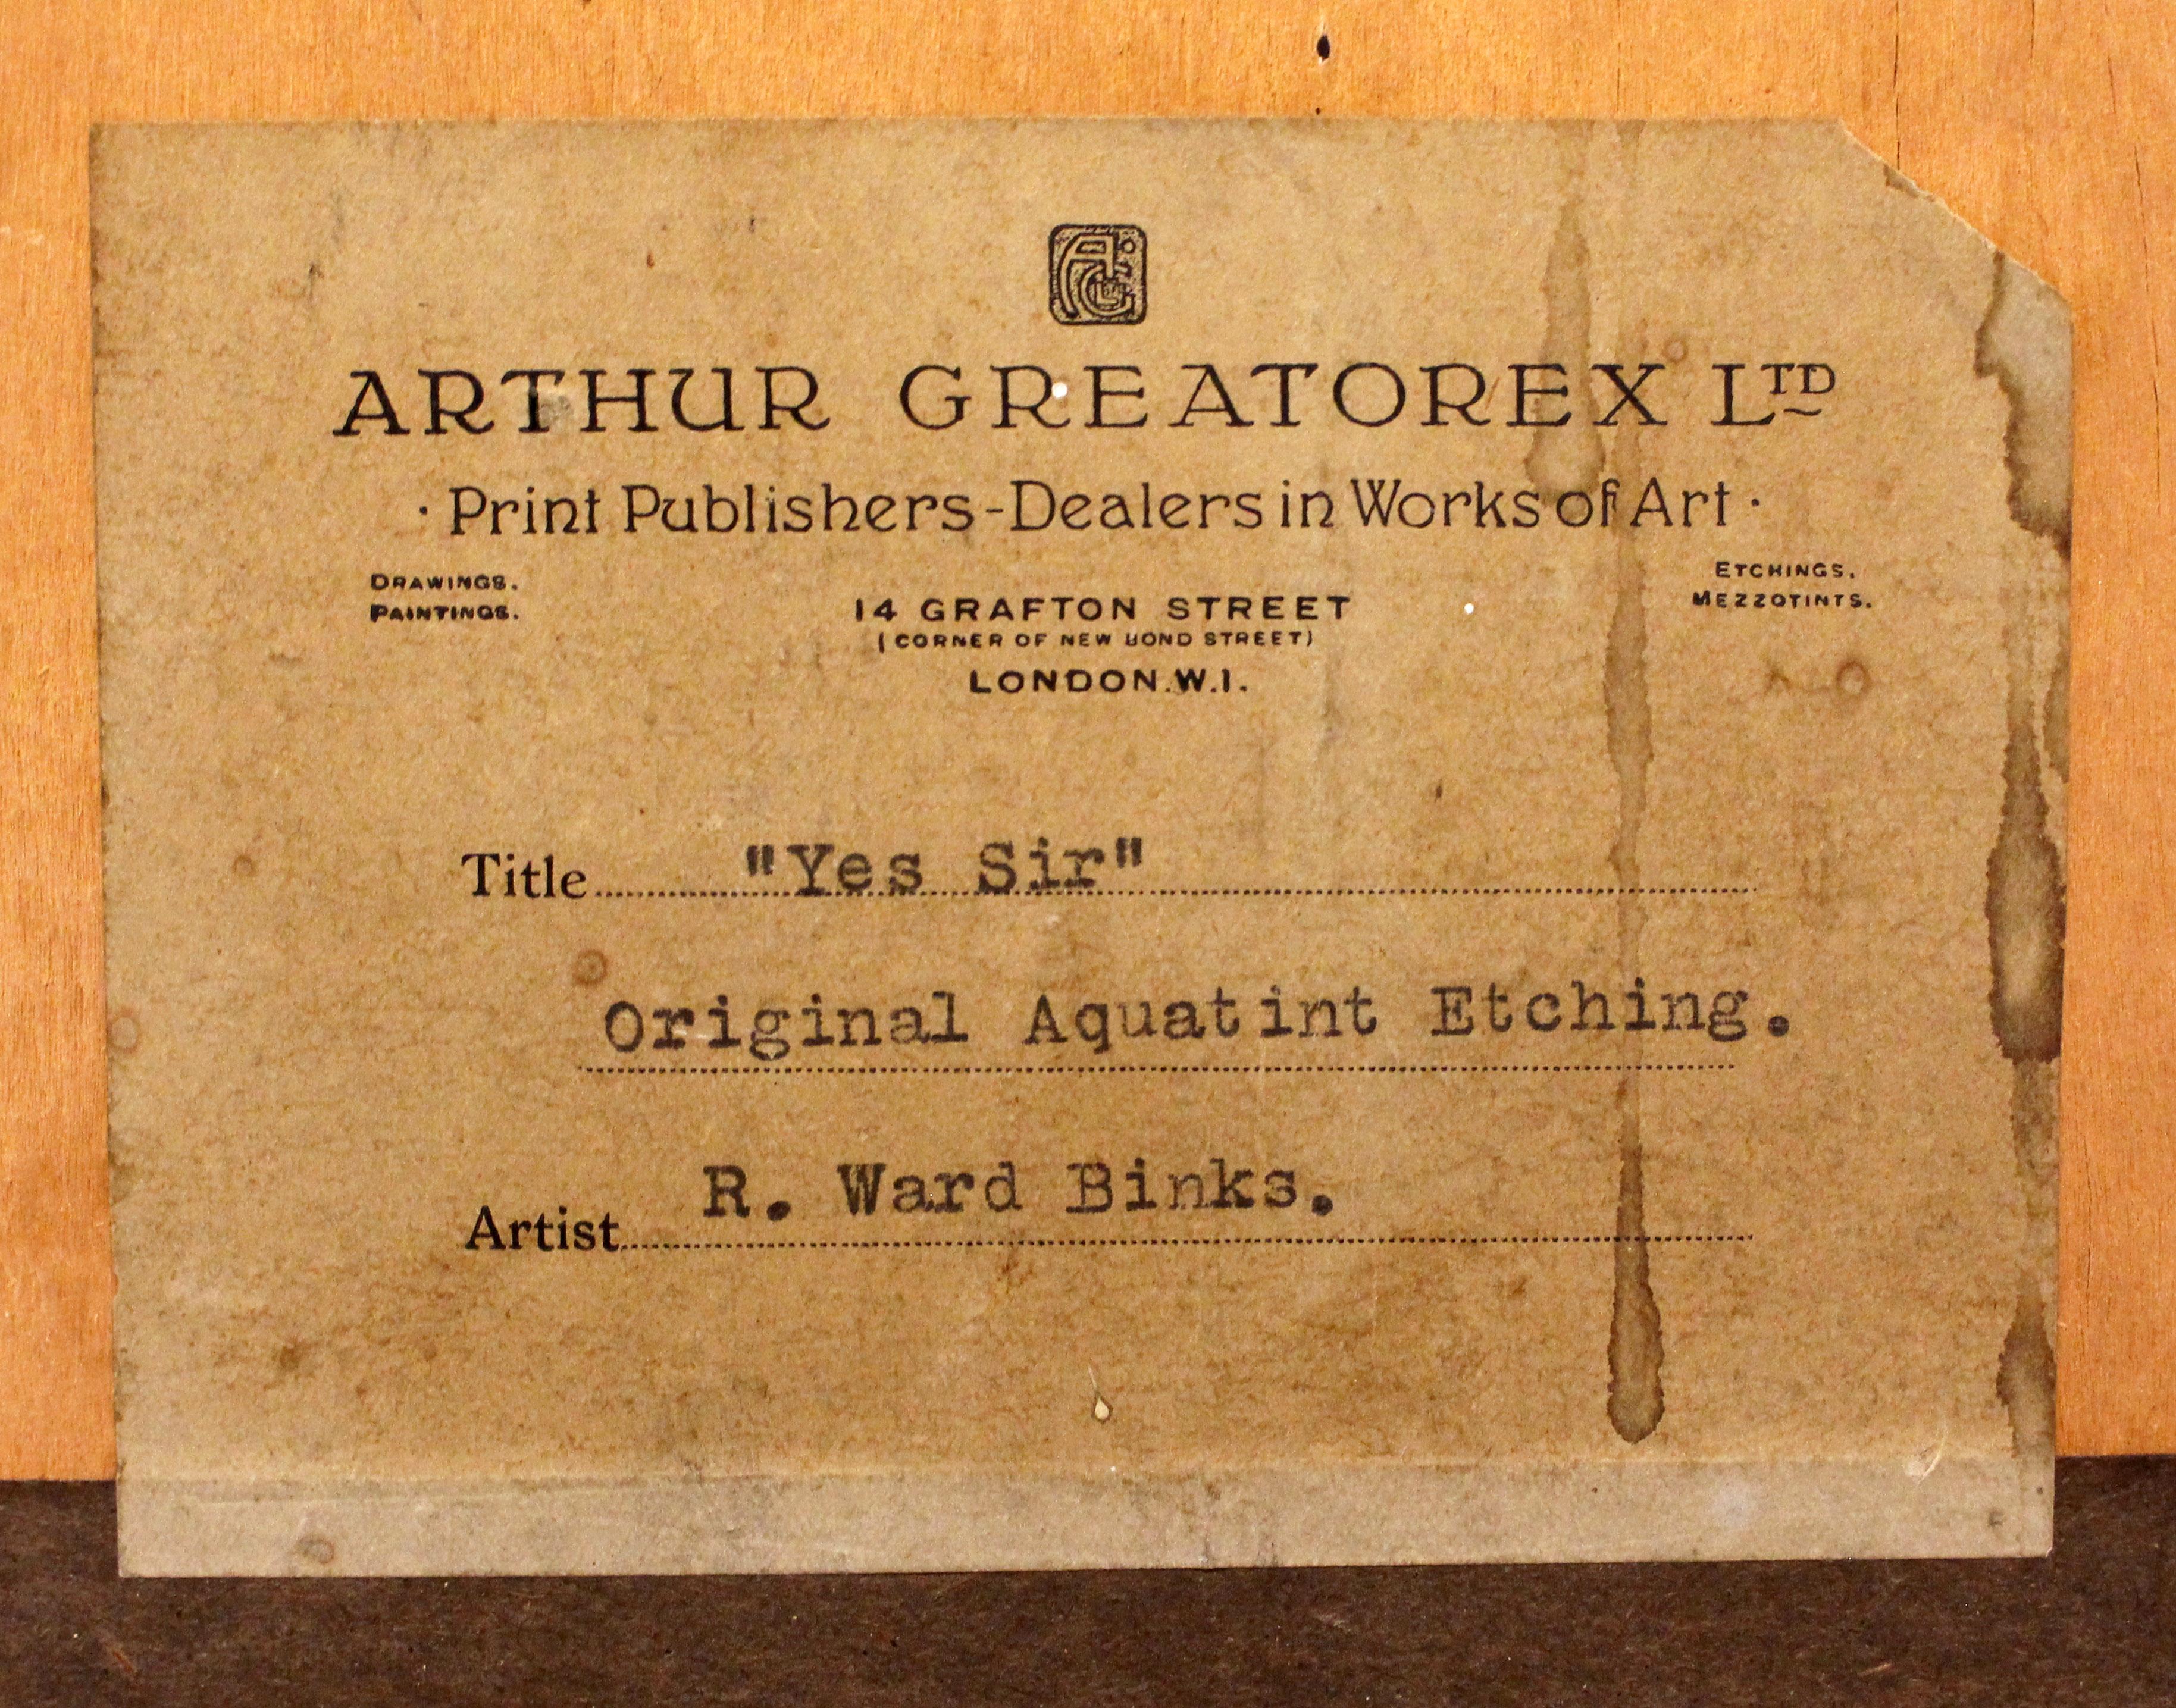 ARTHUR GREATOREX LTD
· Print Publishers - Dealers in Works of Art ·
DRAWINGS.
PAINTINGS.
ETCHINGS.
MEZZOTINTS.
14 GRAFTON STREET
(CORNER OF NEW BOND STREET)
LONDON.W.1.
Title "Yes Sir"
Original Aquatint Etching.
Artist R. Ward Binks.